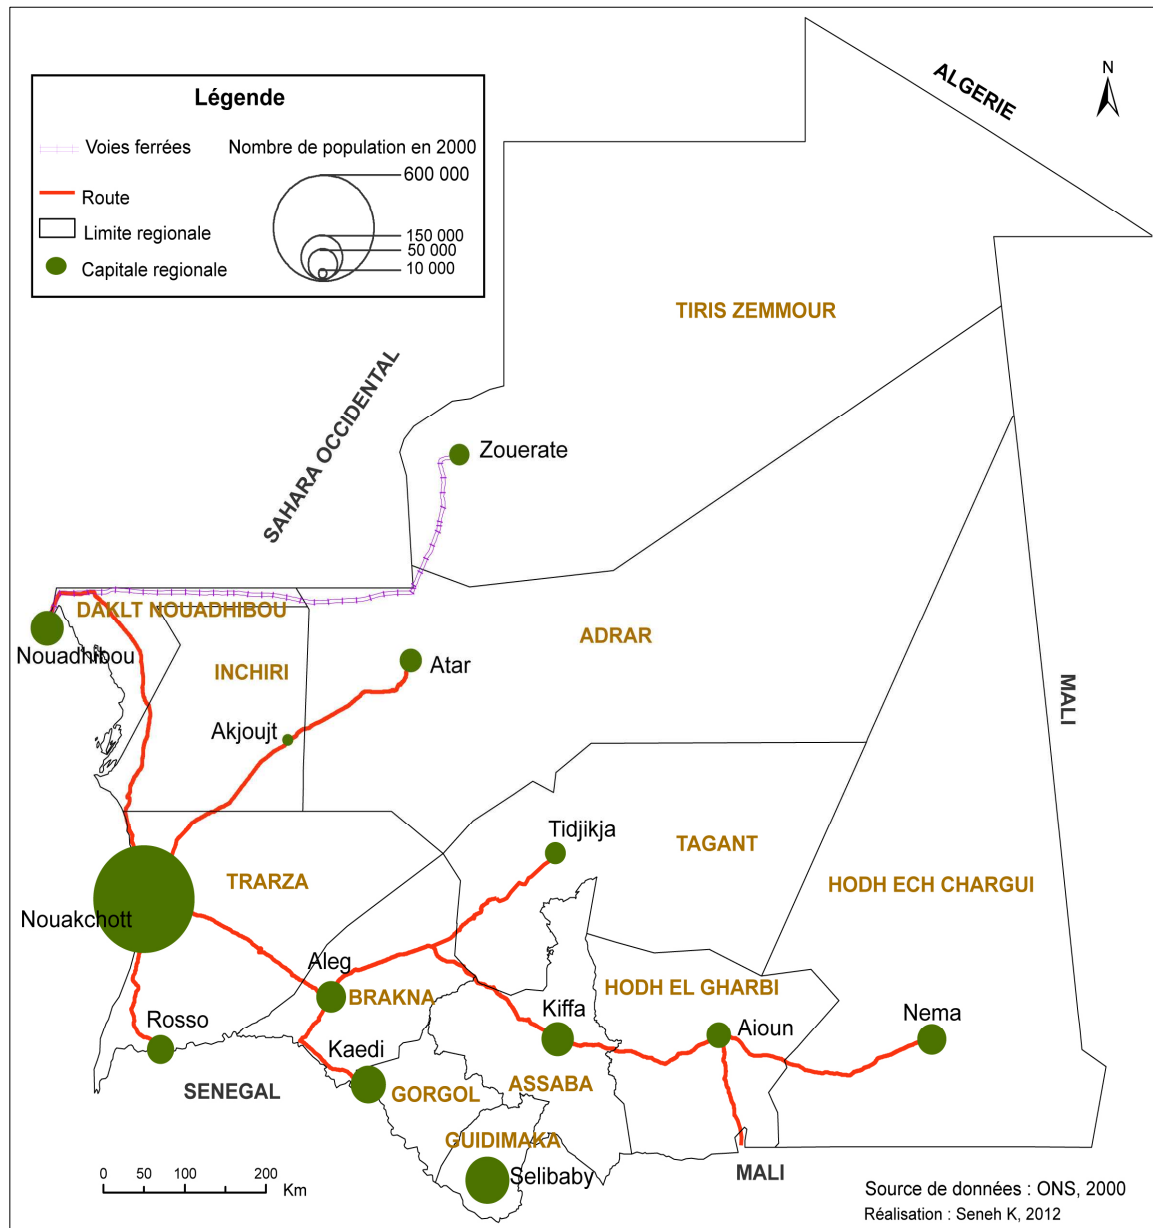 N
ALGERIE
Légende
Voies ferrées
Nombre de population en 2000
600 000
Route
150 000
Limite regionale
50 000
10 000
Capitale regionale
TIRIS ZEMMOUR
SAHARA OCCIDENTAL
Zouerate
DAKLT NOUADHIBOU
Nouadhibou
ADRAR
INCHIRI
Atar
MALI
Akjoujt
Tidjikja
TAGANT
TRARZA
HODH ECH CHARGUI
Nouakchott
Aleg
HODH EL GHARBI
BRAKNA
Kiffa
Nema
Rosso
Aioun
Kaedi
SENEGAL
ASSABA
GORGOL
GUIDIMAKA
Selibaby
MALI
0 50 100 200
Km
Source de données : ONS, 2000
Réalisation : Seneh K, 2012